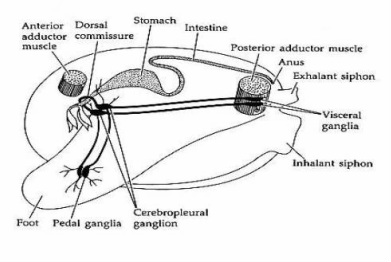 Anterior
adductor
muscle
Dorsal
commissure
Stomach
Intestine
Posterior adductor muscle
Anus
Exhalant siphon
Visceral
ganglia
Inhalant siphon
Cerebropleural
ganglion
Pedal ganglia
Foot